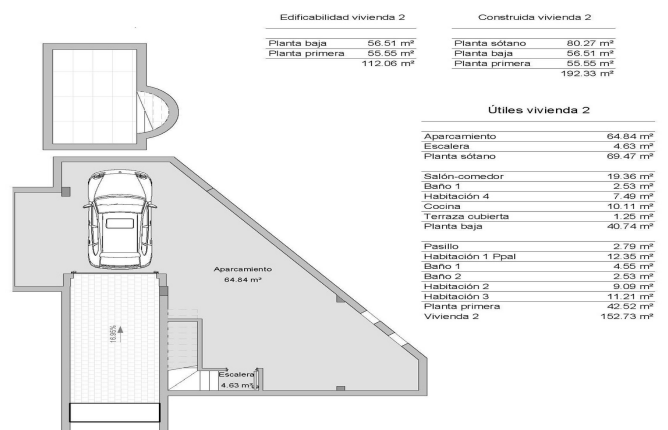 Edificabilidad vivienda 2
Planta baja 56.51 m²
Planta primera 55.55 m²
112.06 m²
Construida vivienda 2
Planta sótano 80.27 m²
Planta baja 56.51 m²
Planta primera 55.55 m²
192.33 m²
Útiles vivienda 2
Aparcamiento 64.84 m²
Escalera 4.63 m²
Planta sótano 69.47 m²
Salón-comedor 19.36 m²
Baño 1 2.53 m²
Habitación 4 7.49 m²
Cocina 10.11 m²
Terraza cubierta 1.25 m²
Planta baja 40.74 m²
Pasillo 2.79 m²
Habitación 1 Ppal 12.35 m²
Baño 1 4.55 m²
Baño 2 2.53 m²
Habitación 2 9.09 m²
Habitación 3 11.21 m²
Planta primera 42.52 m²
Vivienda 2 152.73 m²
Aparcamiento
64.84 m²
Escalera
4.63 m²